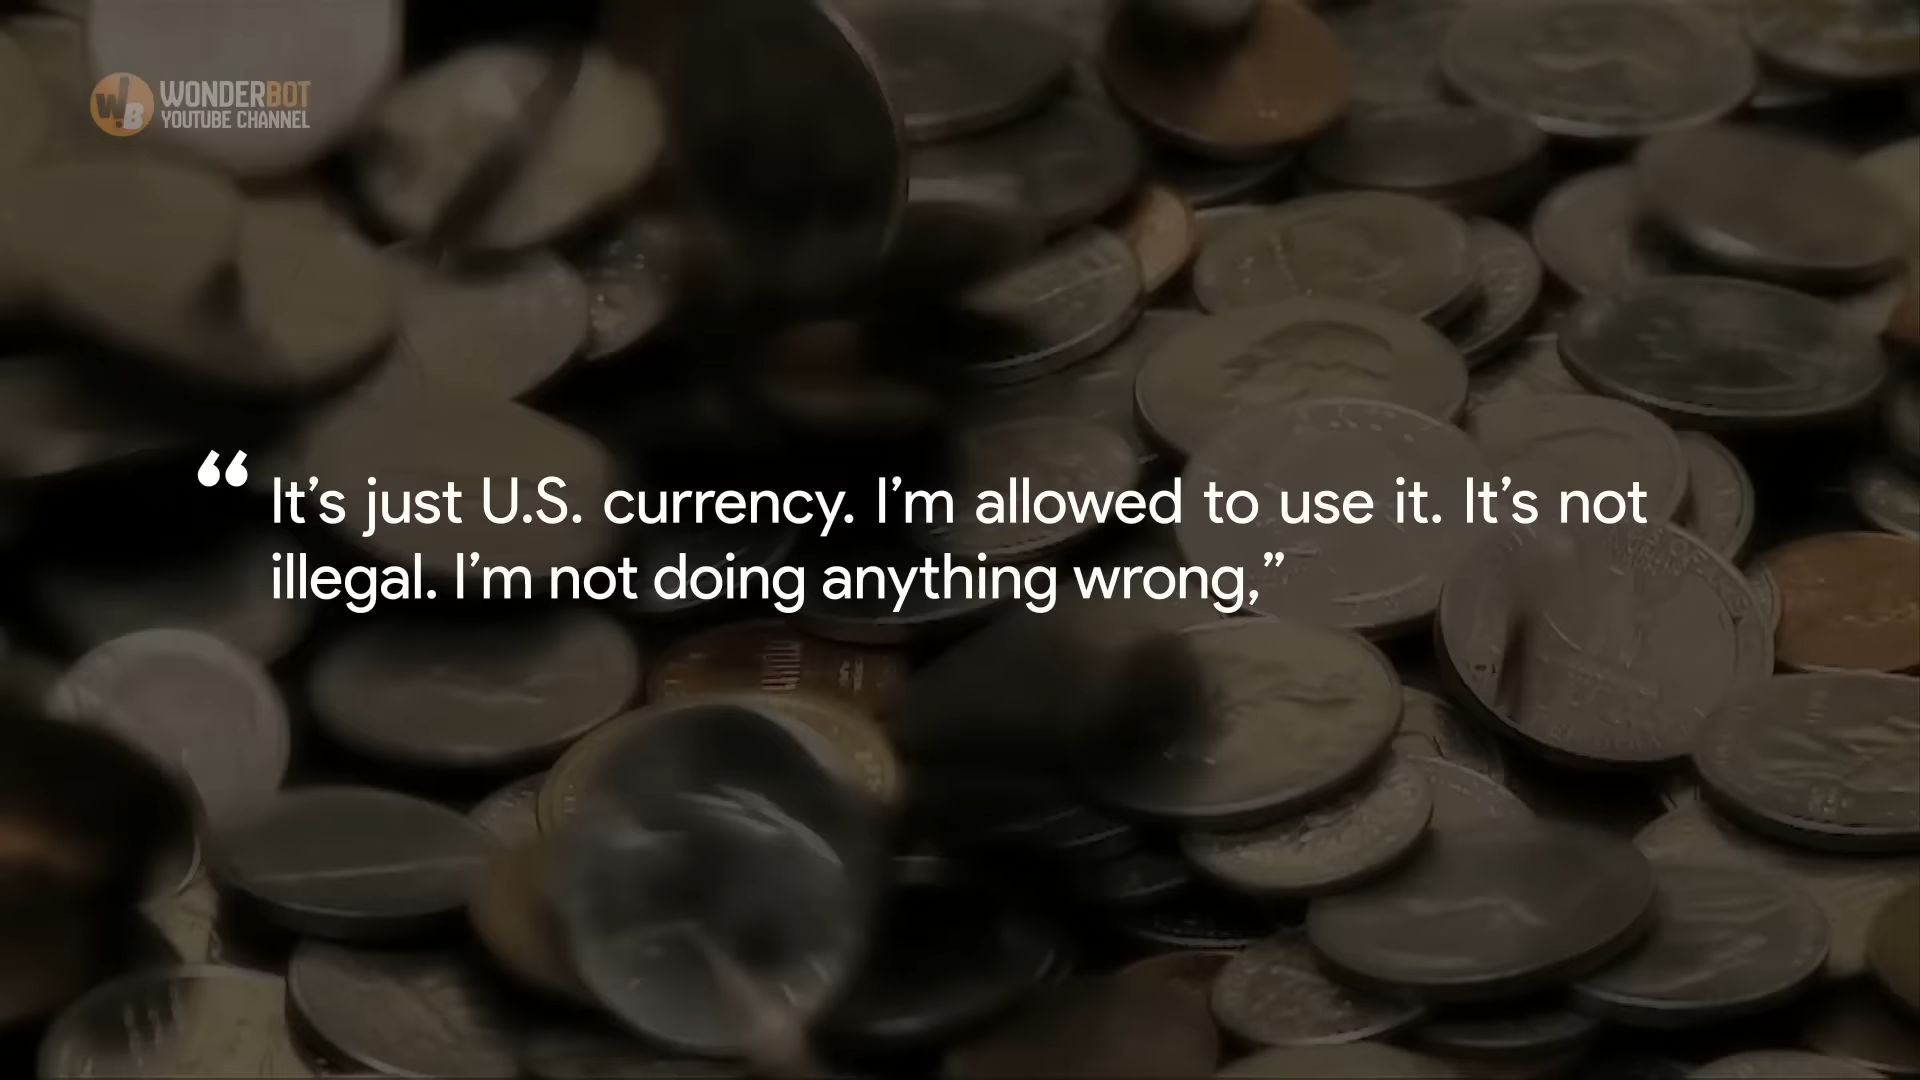 WONDERBOT
YOUTUBE CHANNEL
“ It’s just U.S. currency. I’m allowed to use it. It’s not
illegal. I’m not doing anything wrong,”